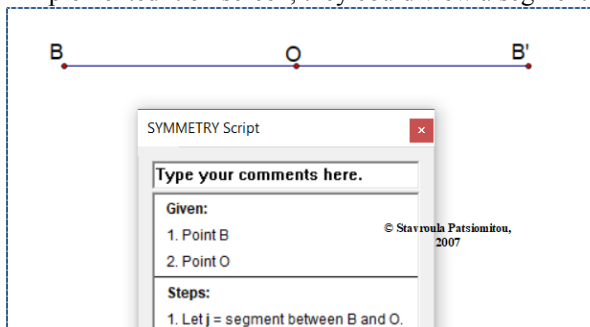 B O B'
SYMMETRY Script
Type your comments here.
Given:
1. Point B
© Stavroula Patsiomitou,
2007
2. Point O
Steps:
1. Let j = segment between B and O.